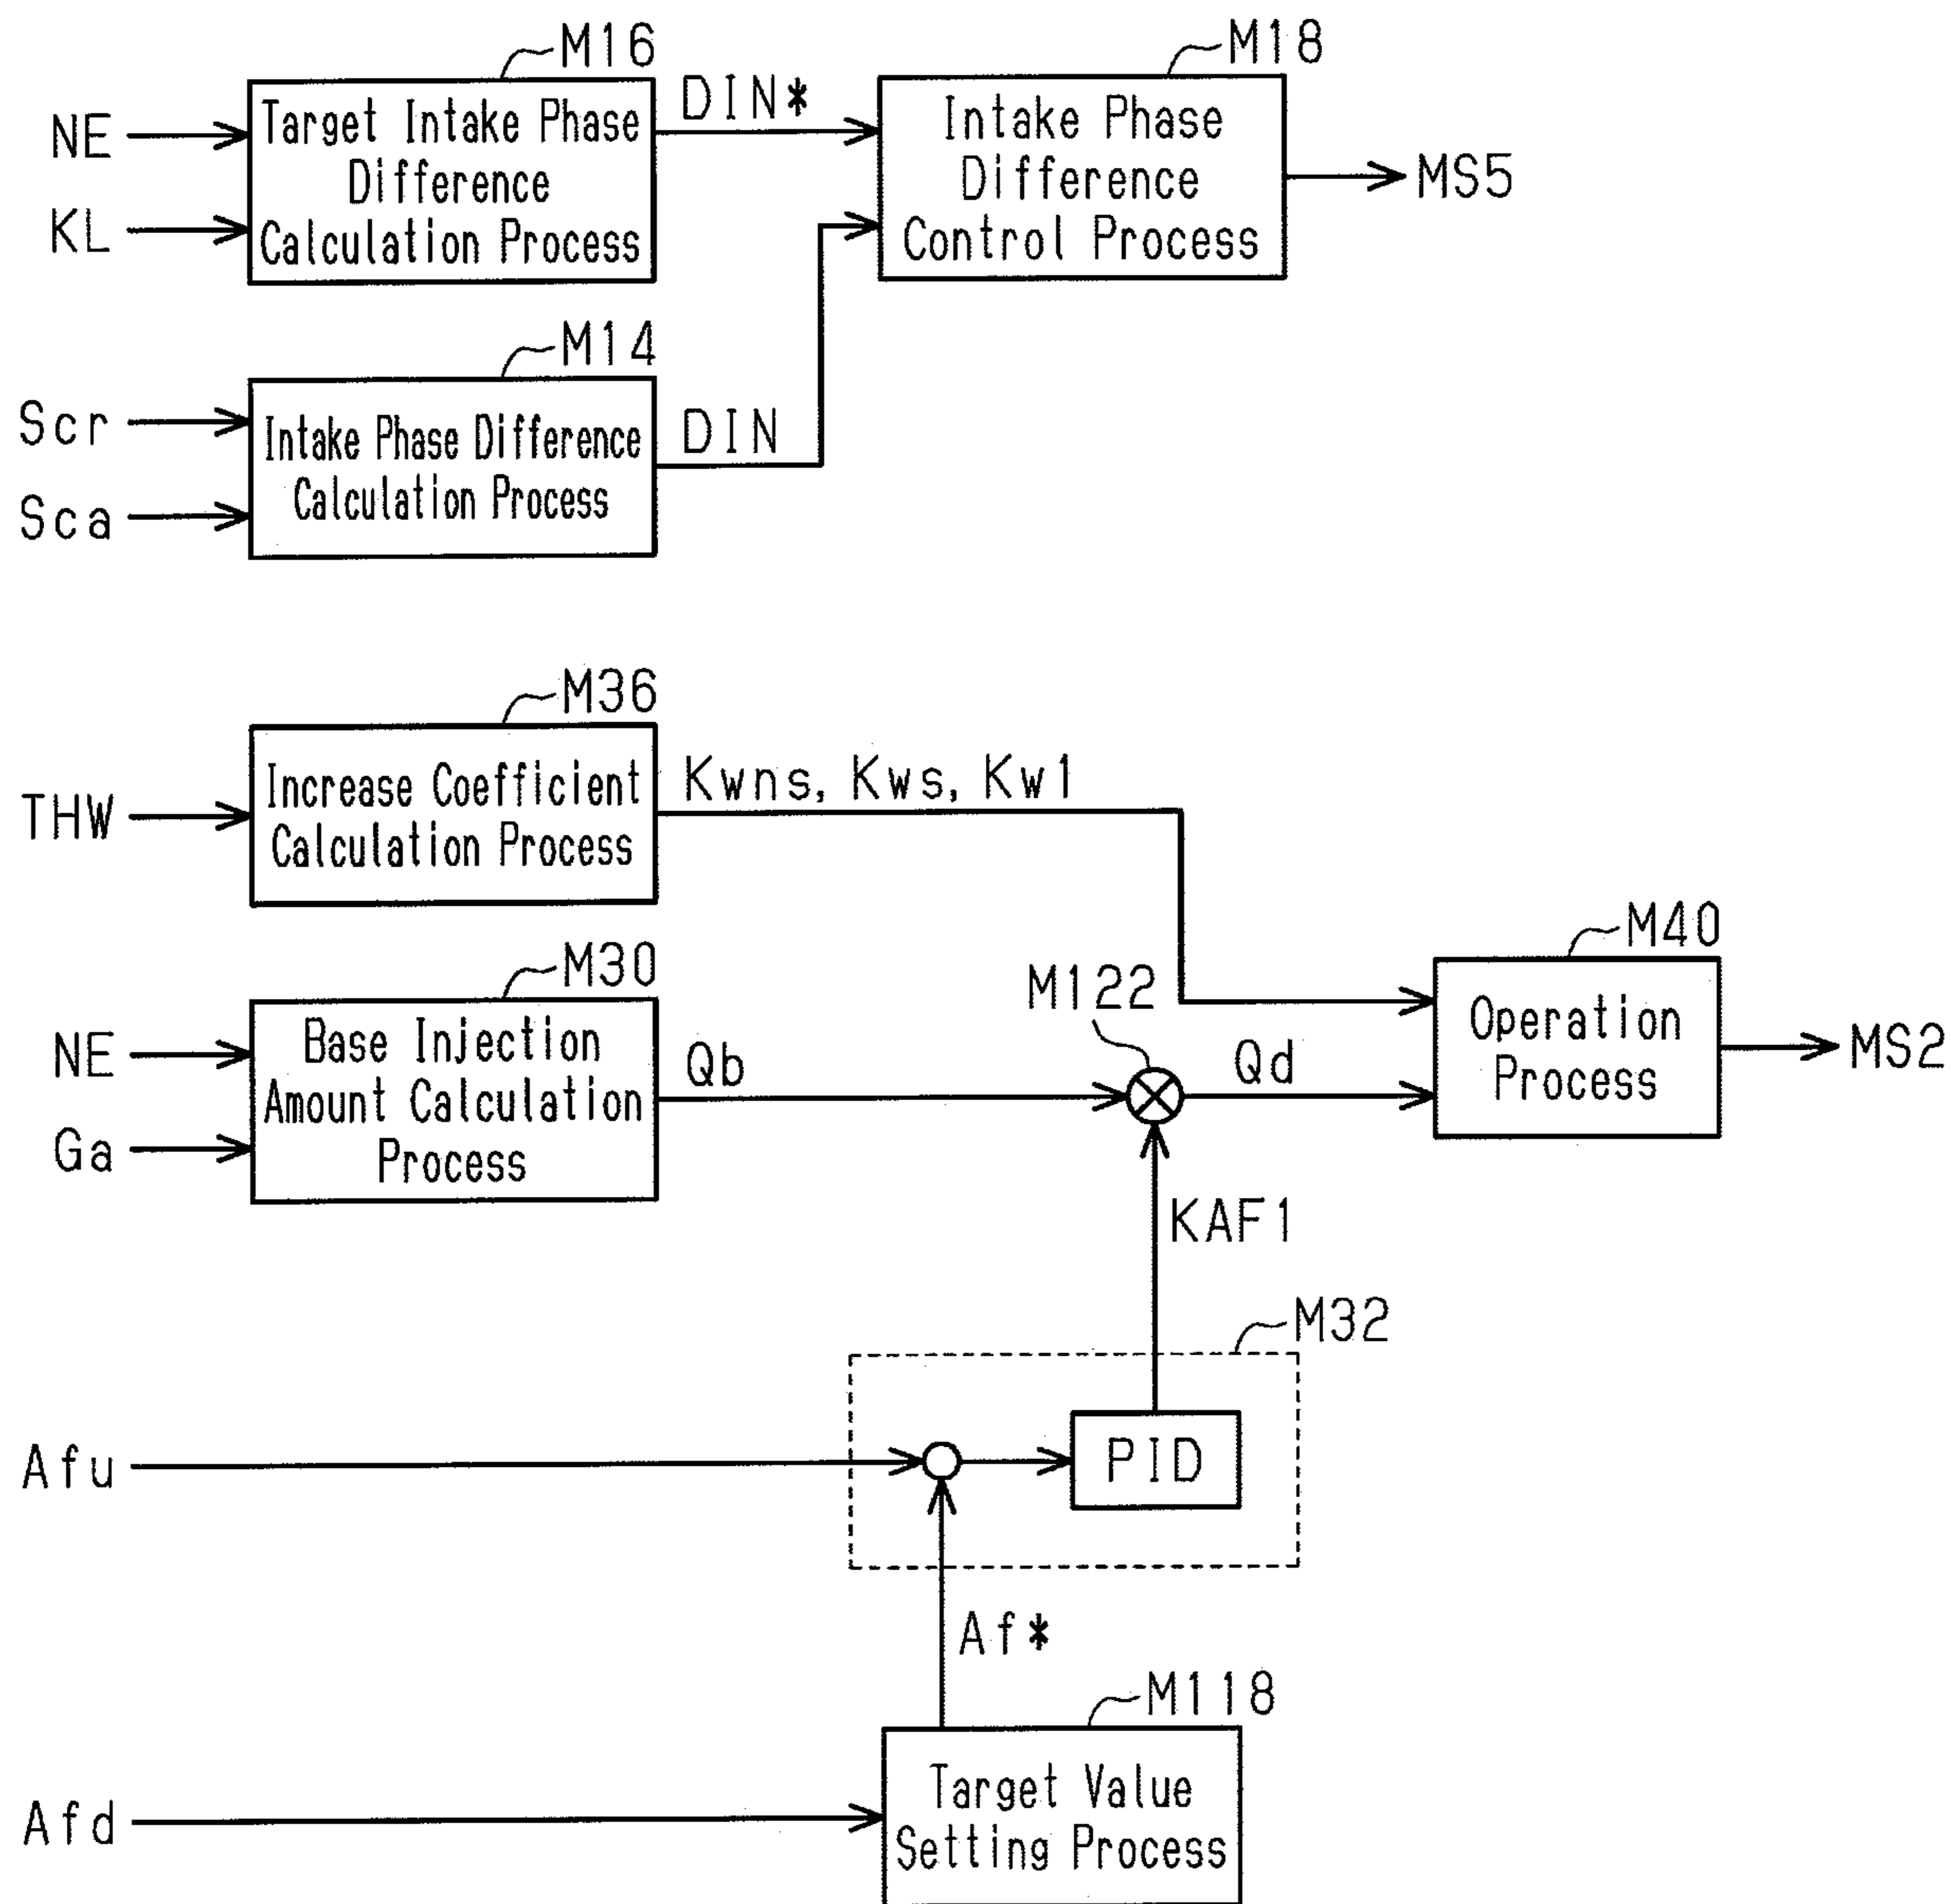 M16
M18
NE
KL
Target Intake Phase
Difference
Calculation Process
DIN*
Intake Phase
Difference
Control Process
MS5
M14
Scr
Sca
Intake Phase Difference
Calculation Process
DIN
M36
THW
Increase Coefficient
Calculation Process
Kwns, Kws, Kw1
M40
Operation
Process
MS2
M30
NE
Ga
Base Injection
Amount Calculation
Process
Qb
M122
Qd
KAF1
M32
Afu
PID
Af*
M118
Afd
Target Value
Setting Process